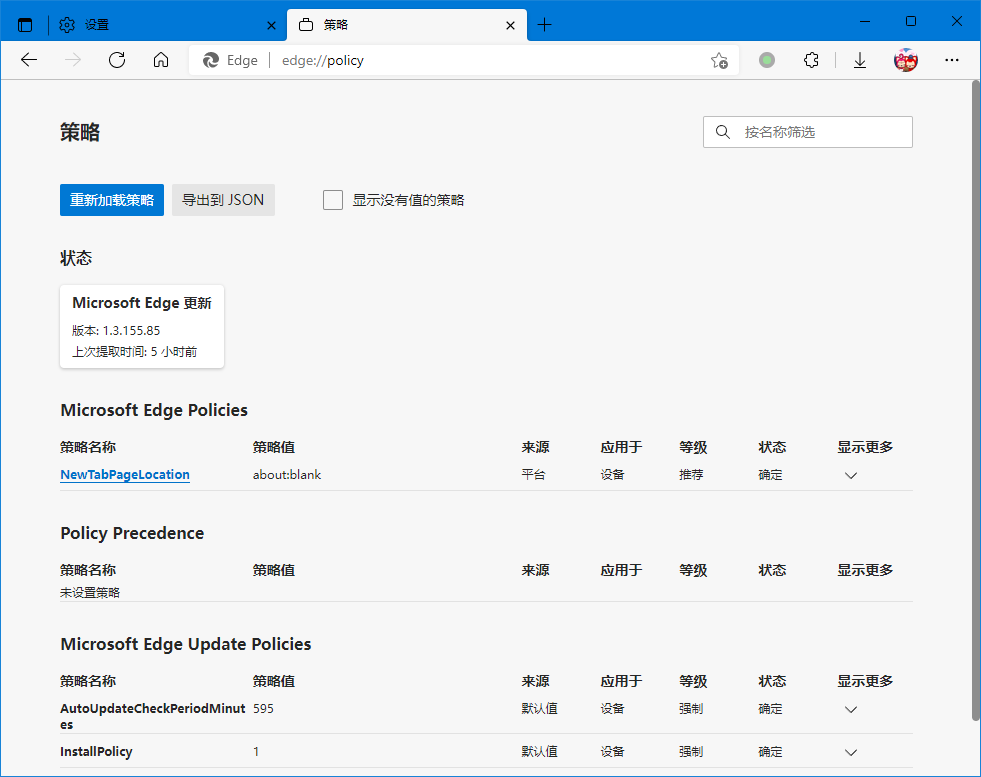 设置
策略
Edge edge://policy
策略
按名称筛选
重新加载策略 导出到 JSON 显示没有值的策略
状态
Microsoft Edge 更新
版本: 1.3.155.85
上次提取时间: 5 小时前
Microsoft Edge Policies
策略名称 策略值 来源 应用于 等级 状态 显示更多
NewTabPageLocation about:blank 平台 设备 推荐 确定
Policy Precedence
策略名称 策略值 来源 应用于 等级 状态 显示更多
未设置策略
Microsoft Edge Update Policies
策略名称 策略值 来源 应用于 等级 状态 显示更多
AutoUpdateCheckPeriodMinut 595 默认值 设备 强制 确定
es
InstallPolicy 1 默认值 设备 强制 确定